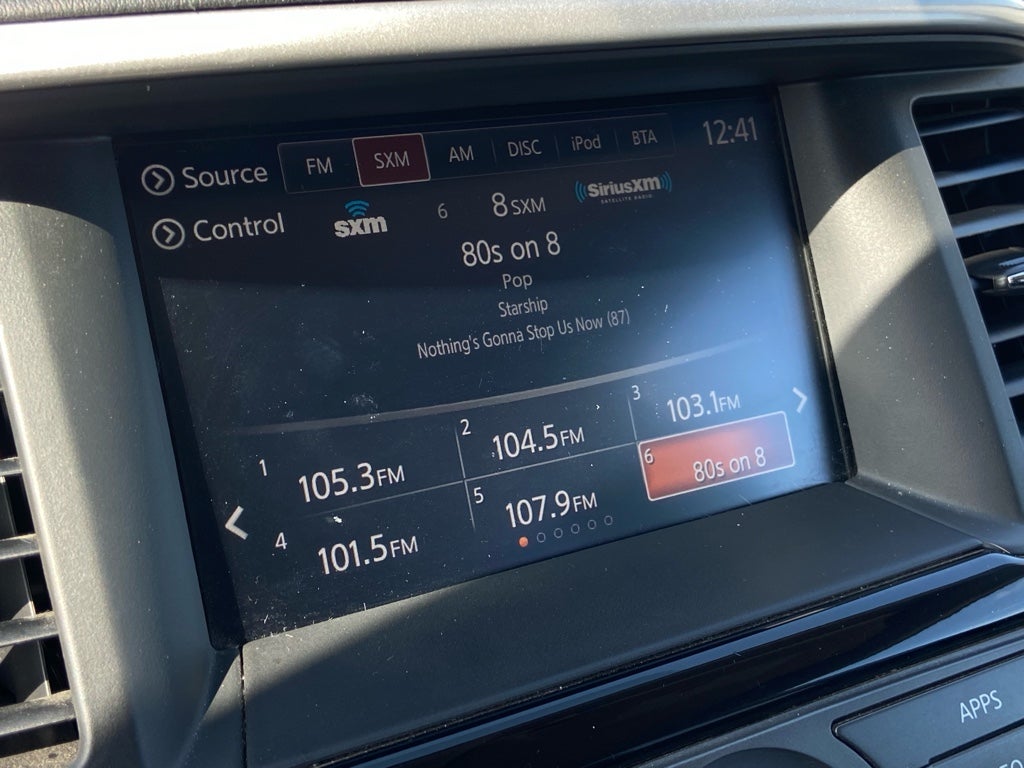 Source FM SXM AM DISC iPod BTA 12:41
Control sxm 6 8 SXM SiriusXM
SATELLITE RADIO
80s on 8
Pop
Starship
Nothing's Gonna Stop Us Now (87)
1 105.3FM 2 104.5FM 3 103.1FM
4 101.5FM 5 107.9FM 6 80s on 8
APPS